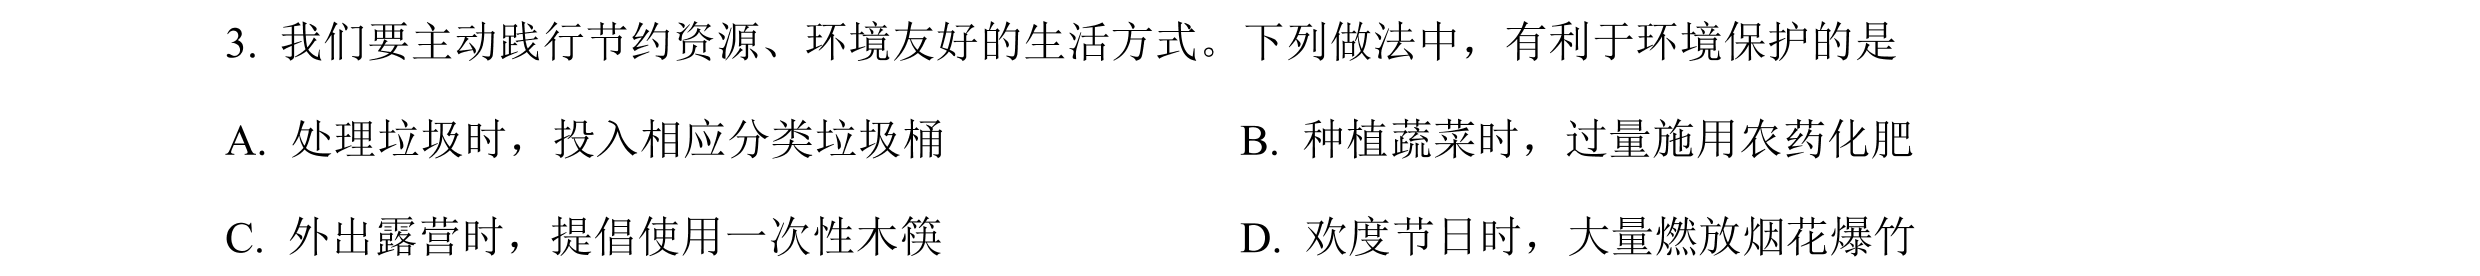 3. 我们要主动践行节约资源、环境友好的生活方式。下列做法中，有利于环境保护的是
A. 处理垃圾时，投入相应分类垃圾桶 B. 种植蔬菜时，过量施用农药化肥
C. 外出露营时，提倡使用一次性木筷 D. 欢度节日时，大量燃放烟花爆竹